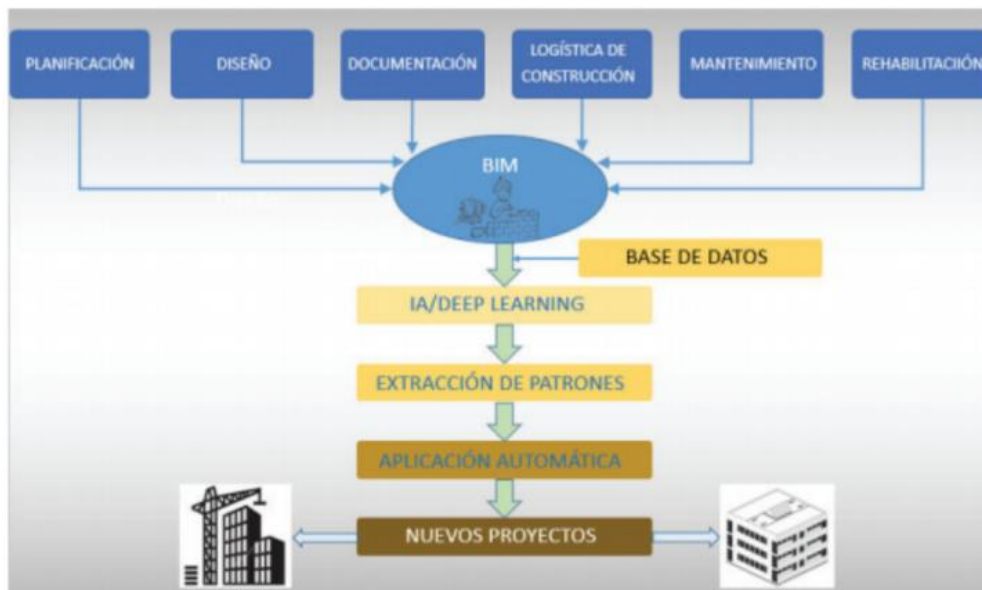 PLANIFICACIÓN
DISEÑO
DOCUMENTACIÓN
LOGÍSTICA DE
CONSTRUCCIÓN
MANTENIMIENTO
REHABILITACIIÓN
BIM
BASE DE DATOS
IA/DEEP LEARNING
EXTRACCIÓN DE PATRONES
APLICACIÓN AUTOMÁTICA
NUEVOS PROYECTOS